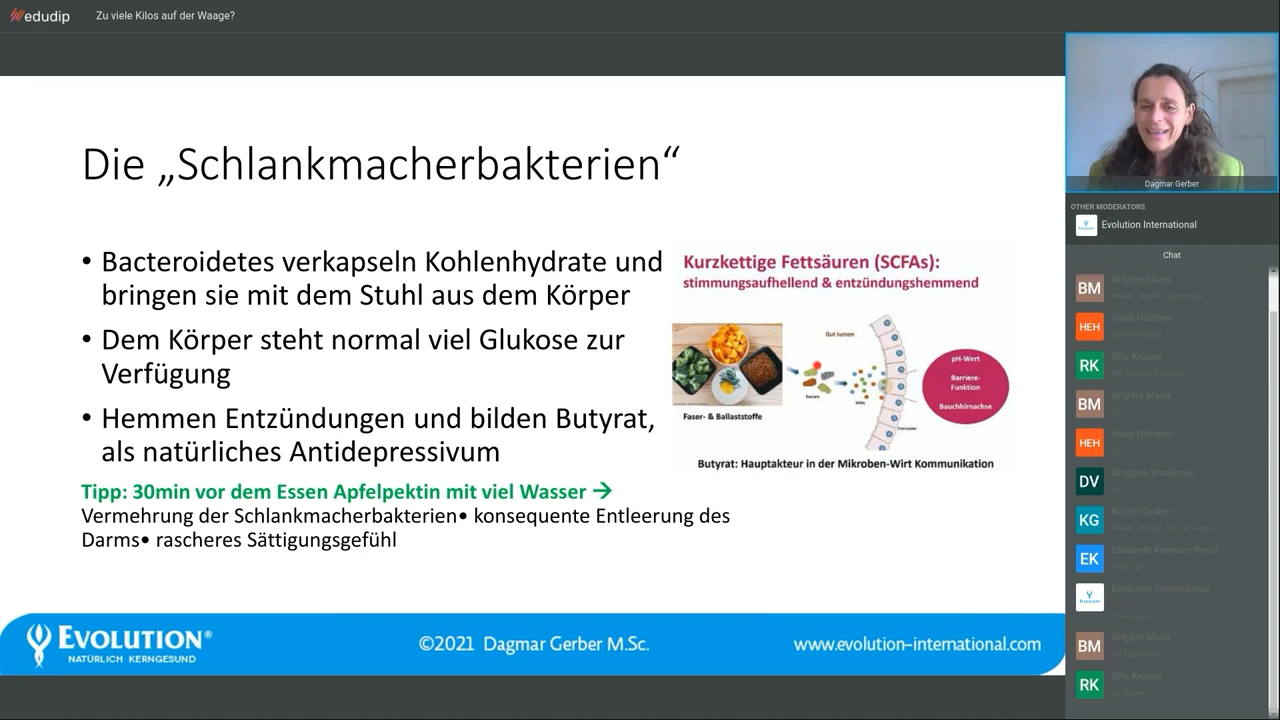 edudip
Zu viele Kilos auf der Waage?
Die „Schlankmacherbakterien“
• Bacteroidetes verkapseln Kohlenhydrate und
bringen sie mit dem Stuhl aus dem Körper
• Dem Körper steht normal viel Glukose zur
Verfügung
• Hemmen Entzündungen und bilden Butyrat,
als natürliches Antidepressivum
Tipp: 30min vor dem Essen Apfelpektin mit viel Wasser →
Vermehrung der Schlankmacherbakterien• konsequente Entleerung des
Darms• rascheres Sättigungsgefühl
Kurzkettige Fettsäuren (SCFAs):
stimmungsaufhellend & entzündungshemmend
Gut lumen
pH-Wert
Barriere-
Funktion
Bauchhirnachse
Faser- & Ballaststoffe
Butyrat: Hauptakteur in der Mikroben-Wirt Kommunikation
EVOLUTION®
NATÜRLICH KERNGESUND
©2021 Dagmar Gerber M.Sc.
www.evolution-international.com
Dagmar Gerber
OTHER MODERATORS
Evolution International
Chat
BM
Brigitte Maier
HEH
Heidi Höfferer
RK
Rita Knauer
BM
Brigitte Maier
Ja
HEH
Heidi Höfferer
Ja
DV
Dragana Vrsajkovic
Ja
KG
Kristin Gruber
EK
Elisabeth Kremser-Reval
Evolution International
BM
Brigitte Maier
RK
Rita Knauer